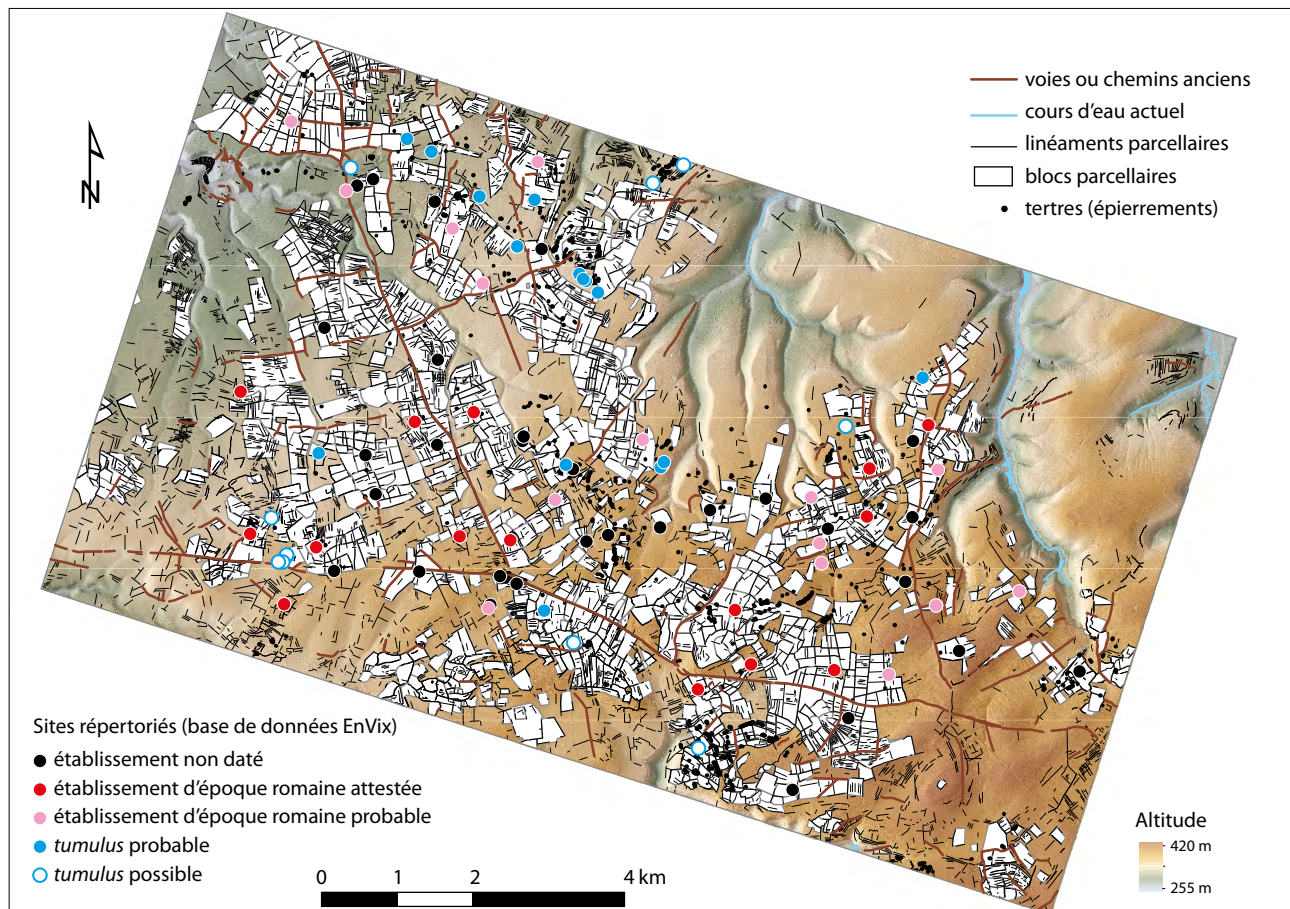 voies ou chemins anciens
cours d'eau actuel
linéaments parcellaires
blocs parcellaires
tertres (épierrements)
N
Sites répertoriés (base de données EnVix)
établissement non daté
établissement d'époque romaine attestée
établissement d'époque romaine probable
tumulus probable
tumulus possible
0 1 2 4 km
Altitude
420 m
255 m